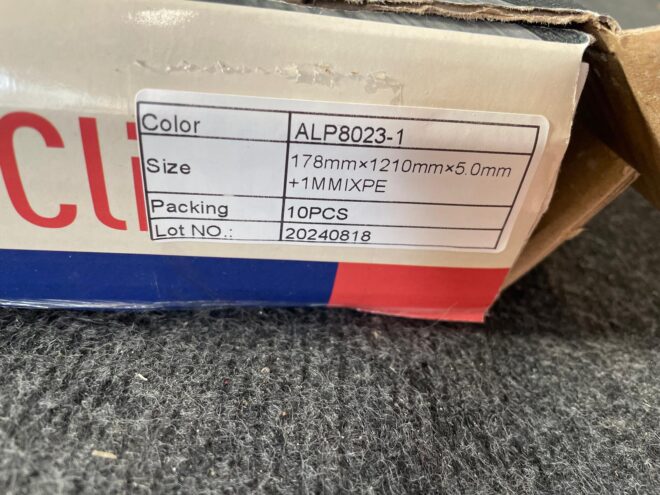 Cli
Color ALP8023-1
Size 178mm×1210mm×5.0mm
+1MMIXPE
Packing 10PCS
Lot NO.: 20240818